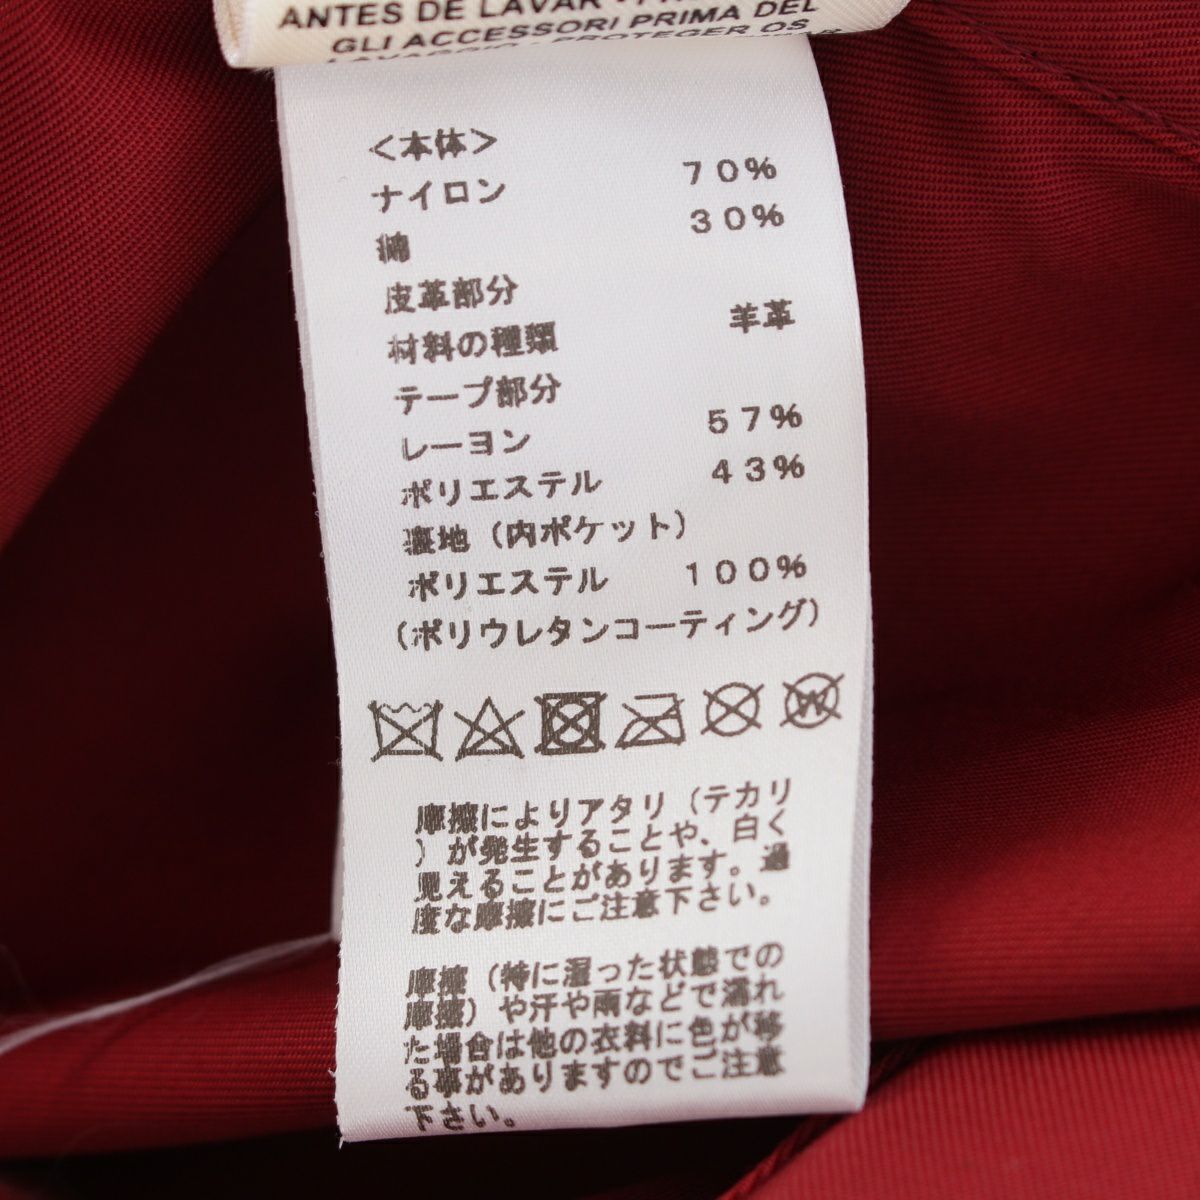 ANTES DE LAVAR
GLI ACCESSORI PRIMA DEL
LAVAGGIO · PROTEGER OS
<本体>
ナイロン 70%
綿 30%
皮革部分
材料の種類 羊革
テープ部分
レーヨン 57%
ポリエステル 43%
裏地(内ポケット)
ポリエステル 100%
(ポリウレタンコーティング)
W
摩擦によりアタリ(テカリ
)が発生することや、白く
見えることがあります。過
度な摩擦にご注意下さい。
摩擦(特に湿った状態での
摩擦)や汗や雨などで濡れ
た場合は他の衣料に色が移
る事がありますのでご注意
下さい。